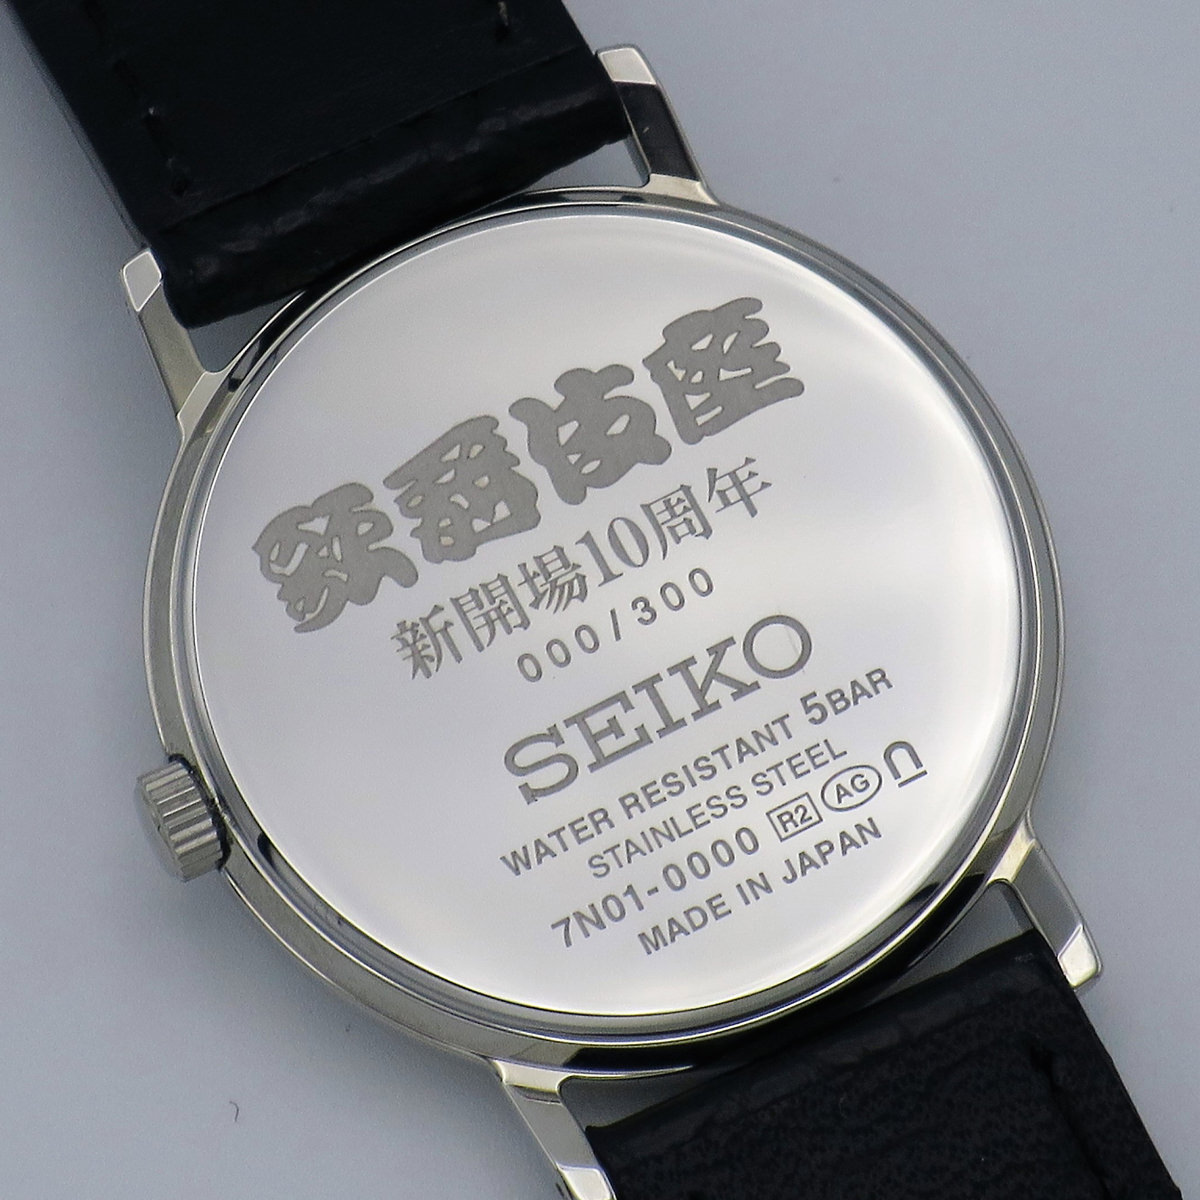 歌舞伎座
新開場10周年
000/300
SEIKO
WATER RESISTANT 5BAR
STAINLESS STEEL
7N01-0000 R2 AG
MADE IN JAPAN